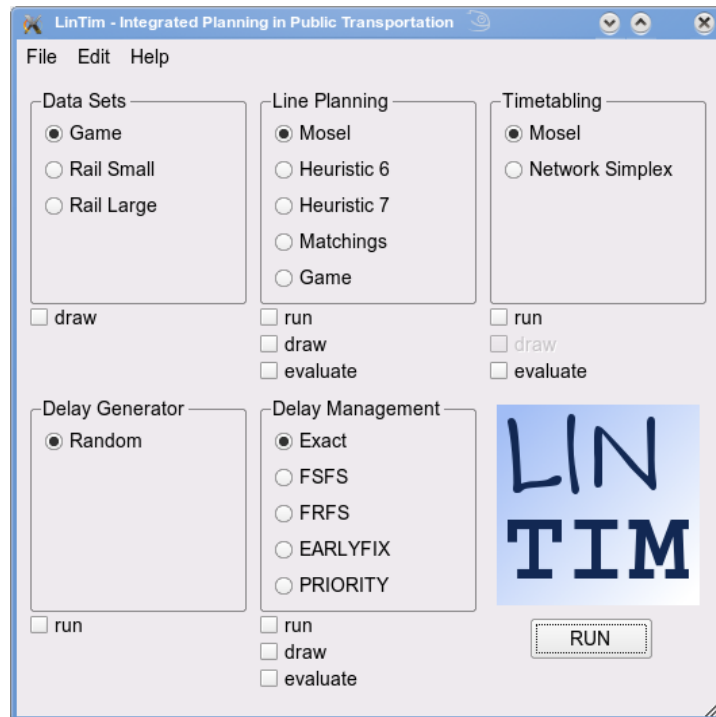 LinTim - Integrated Planning in Public Transportation
File Edit Help
Data Sets
Game
Rail Small
Rail Large
draw
Line Planning
Mosel
Heuristic 6
Heuristic 7
Matchings
Game
run
draw
evaluate
Timetabling
Mosel
Network Simplex
run
draw
evaluate
Delay Generator
Random
run
Delay Management
Exact
FSFS
FRFS
EARLYFIX
PRIORITY
run
draw
evaluate
LIN
TIM
RUN